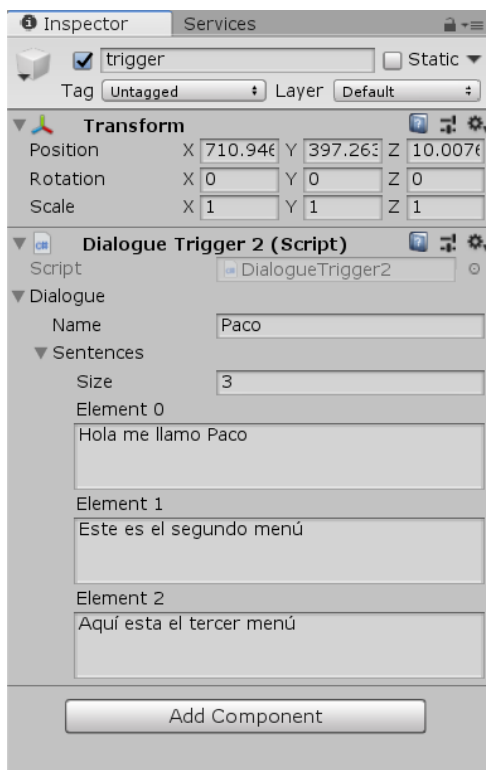 Inspector Services
trigger Static
Tag Untagged Layer Default
Transform
Position X 710.946 Y 397.263 Z 10.0076
Rotation X 0 Y 0 Z 0
Scale X 1 Y 1 Z 1
Dialogue Trigger 2 (Script)
Script DialogueTrigger2
Dialogue
Name Paco
Sentences
Size 3
Element 0
Hola me llamo Paco
Element 1
Este es el segundo menú
Element 2
Aquí esta el tercer menú
Add Component